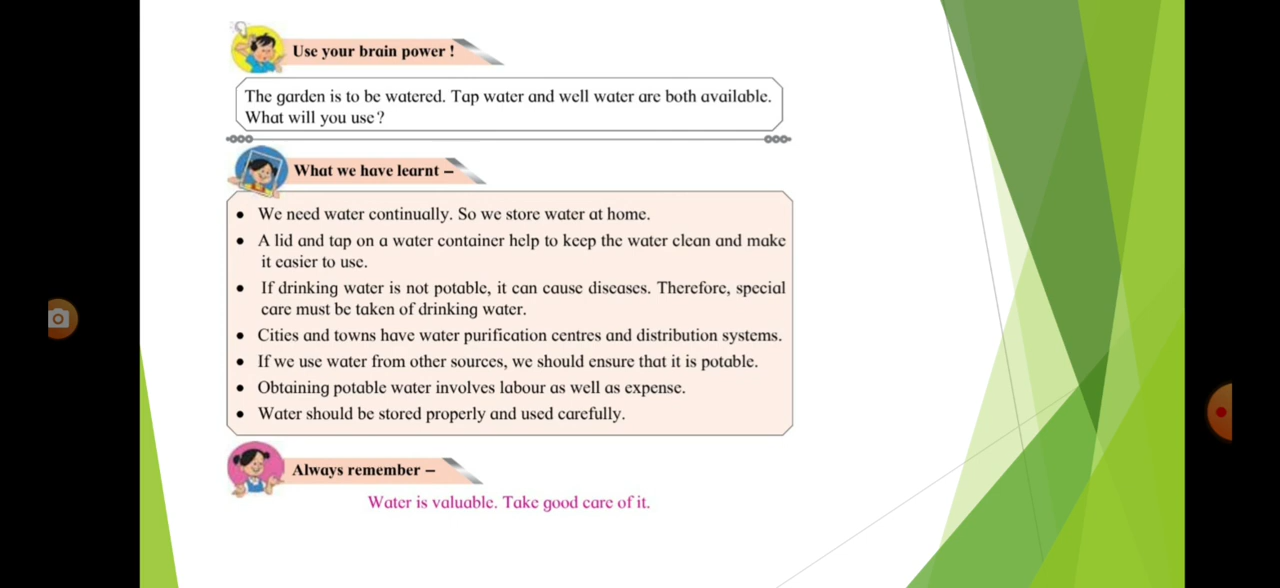 Use your brain power !
The garden is to be watered. Tap water and well water are both available.
What will you use?
What we have learnt –
• We need water continually. So we store water at home.
• A lid and tap on a water container help to keep the water clean and make
it easier to use.
• If drinking water is not potable, it can cause diseases. Therefore, special
care must be taken of drinking water.
• Cities and towns have water purification centres and distribution systems.
• If we use water from other sources, we should ensure that it is potable.
• Obtaining potable water involves labour as well as expense.
• Water should be stored properly and used carefully.
Always remember –
Water is valuable. Take good care of it.